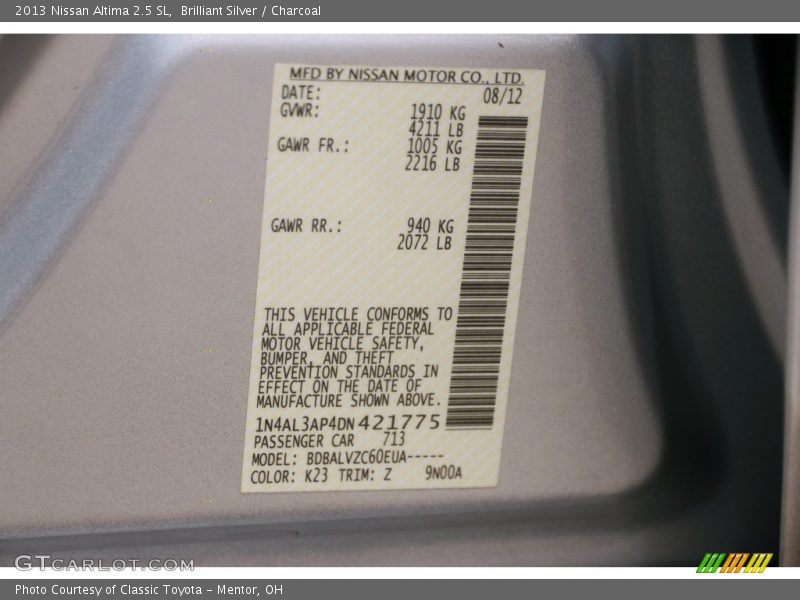 2013 Nissan Altima 2.5 SL,  Brilliant Silver / Charcoal
MFD BY NISSAN MOTOR CO., LTD.
DATE: 08/12
GVWR: 1910 KG
4211 LB
GAWR FR.: 1005 KG
2216 LB
GAWR RR.: 940 KG
2072 LB
THIS VEHICLE CONFORMS TO
ALL APPLICABLE FEDERAL
MOTOR VEHICLE SAFETY,
BUMPER, AND THEFT
PREVENTION STANDARDS IN
EFFECT ON THE DATE OF
MANUFACTURE SHOWN ABOVE.
1N4AL3AP4DN421775
PASSENGER CAR 713
MODEL: BDBALVZC60EUA-----
COLOR: K23 TRIM: Z 9N00A
GTCARLOT.COM
Photo Courtesy of Classic Toyota - Mentor, OH